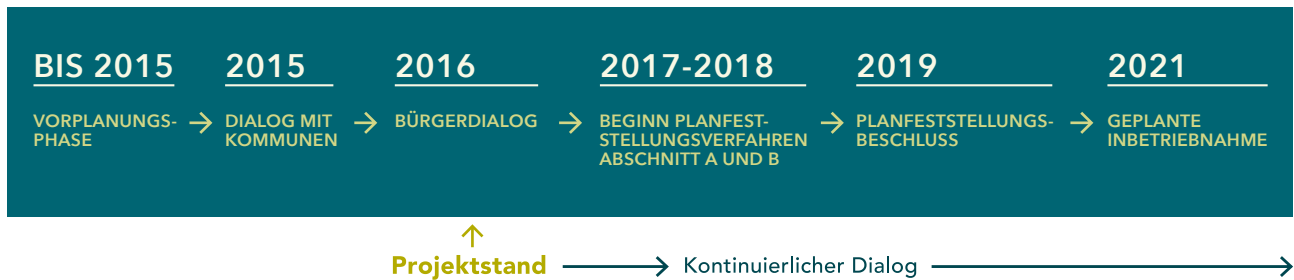 BIS 2015
VORPLANUNGS-
PHASE
2015
DIALOG MIT
KOMMUNEN
2016
BÜRGERDIALOG
2017-2018
BEGINN PLANFEST-
STELLUNGSVERFAHREN
ABSCHNITT A UND B
2019
PLANFESTSTELLUNGS-
BESCHLUSS
2021
GEPLANTE
INBETRIEBNAHME
Projektstand
Kontinuierlicher Dialog